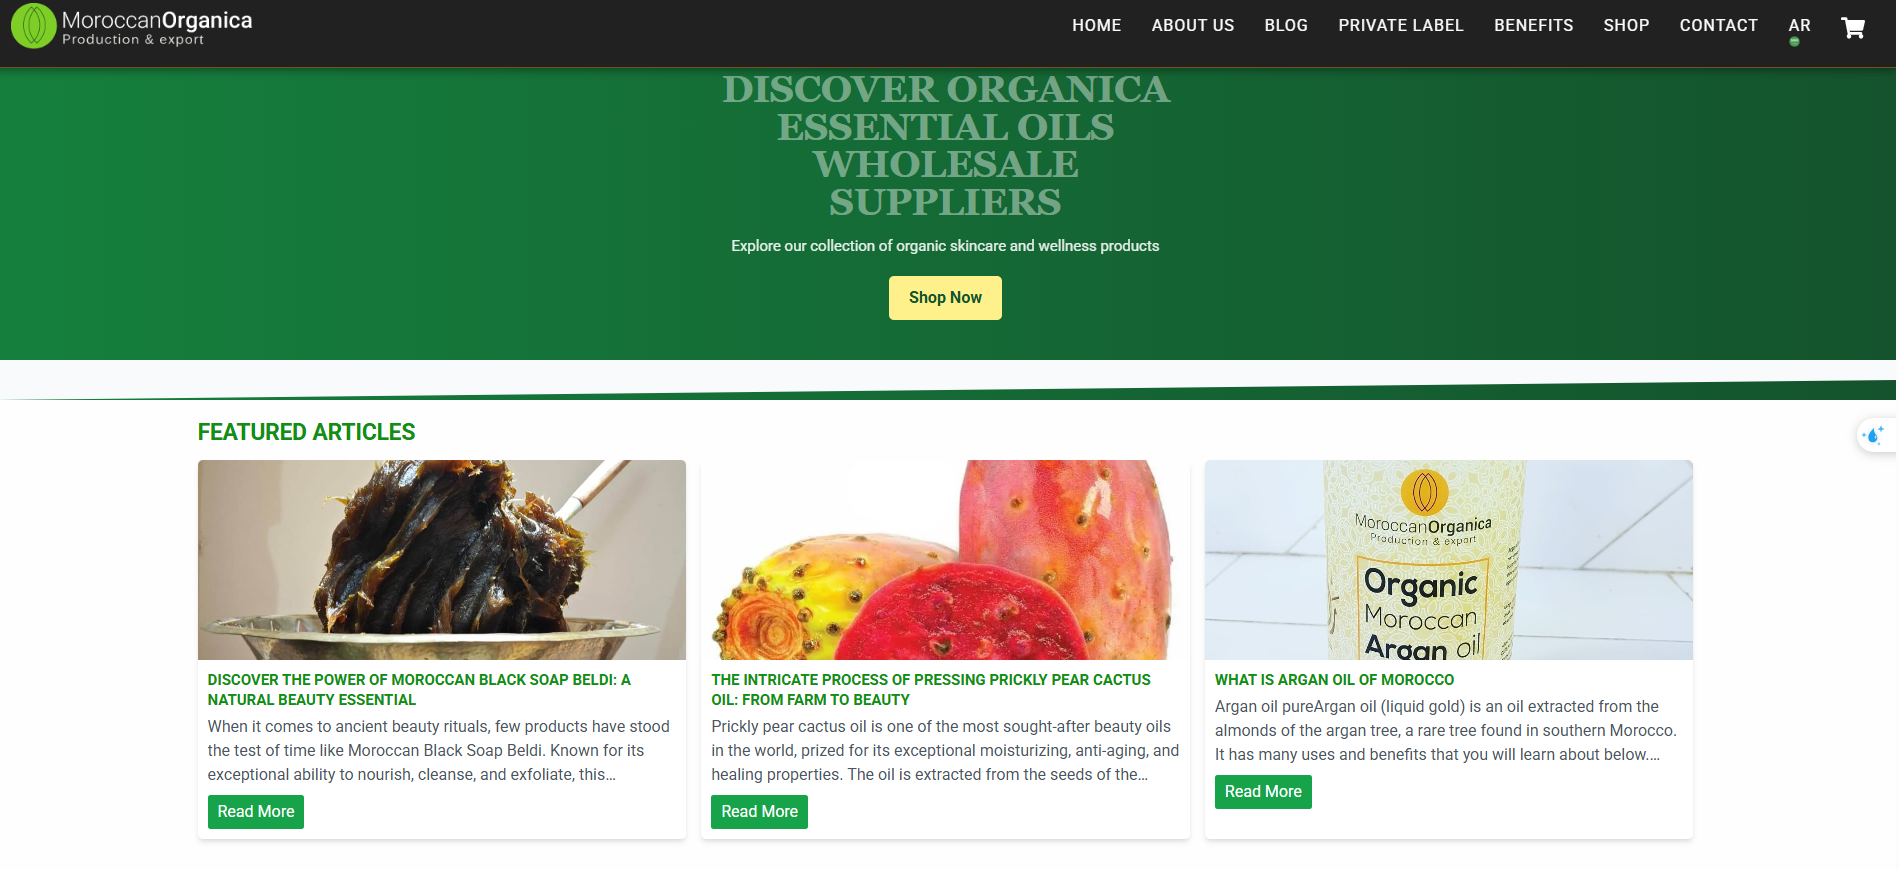 MoroccanOrganica
Production & export
HOME
ABOUT US
BLOG
PRIVATE LABEL
BENEFITS
SHOP
CONTACT
AR
DISCOVER ORGANICA
ESSENTIAL OILS
WHOLESALE
SUPPLIERS
Explore our collection of organic skincare and wellness products
Shop Now
FEATURED ARTICLES
DISCOVER THE POWER OF MOROCCAN BLACK SOAP BELDI: A
NATURAL BEAUTY ESSENTIAL
When it comes to ancient beauty rituals, few products have stood
the test of time like Moroccan Black Soap Beldi. Known for its
exceptional ability to nourish, cleanse, and exfoliate, this...
Read More
THE INTRICATE PROCESS OF PRESSING PRICKLY PEAR CACTUS
OIL: FROM FARM TO BEAUTY
Prickly pear cactus oil is one of the most sought-after beauty oils
in the world, prized for its exceptional moisturizing, anti-aging, and
healing properties. The oil is extracted from the seeds of the...
Read More
MoroccanOrganica
Production & export
Organic
Moroccan
Argan oil
WHAT IS ARGAN OIL OF MOROCCO
Argan oil pureArgan oil (liquid gold) is an oil extracted from the
almonds of the argan tree, a rare tree found in southern Morocco.
It has many uses and benefits that you will learn about below....
Read More